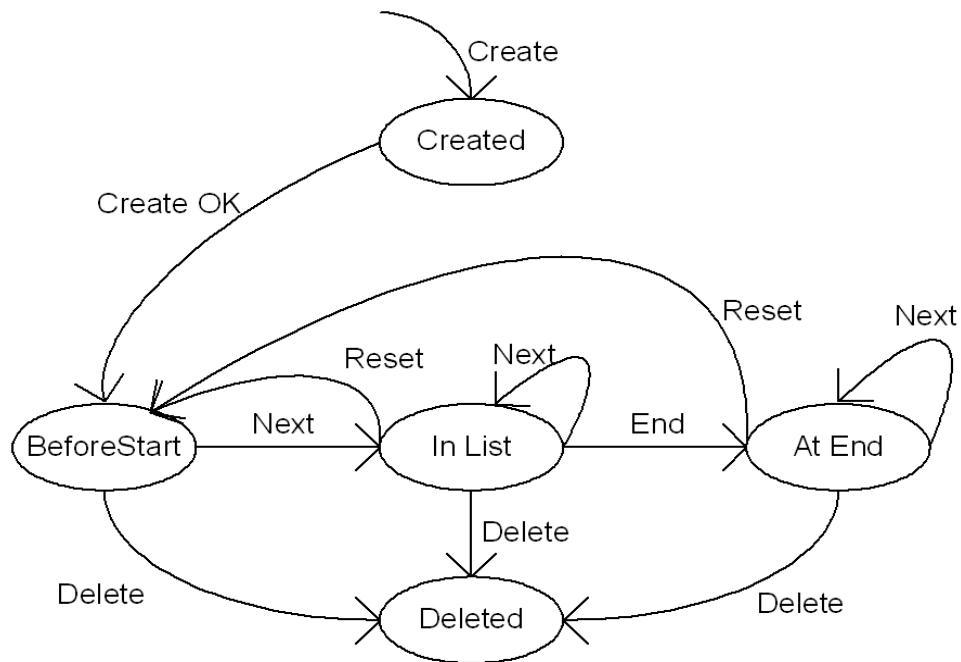 Create
Created
Create OK
Reset
Next
Reset
Next
BeforeStart
Next
In List
End
At End
Delete
Delete
Delete
Deleted